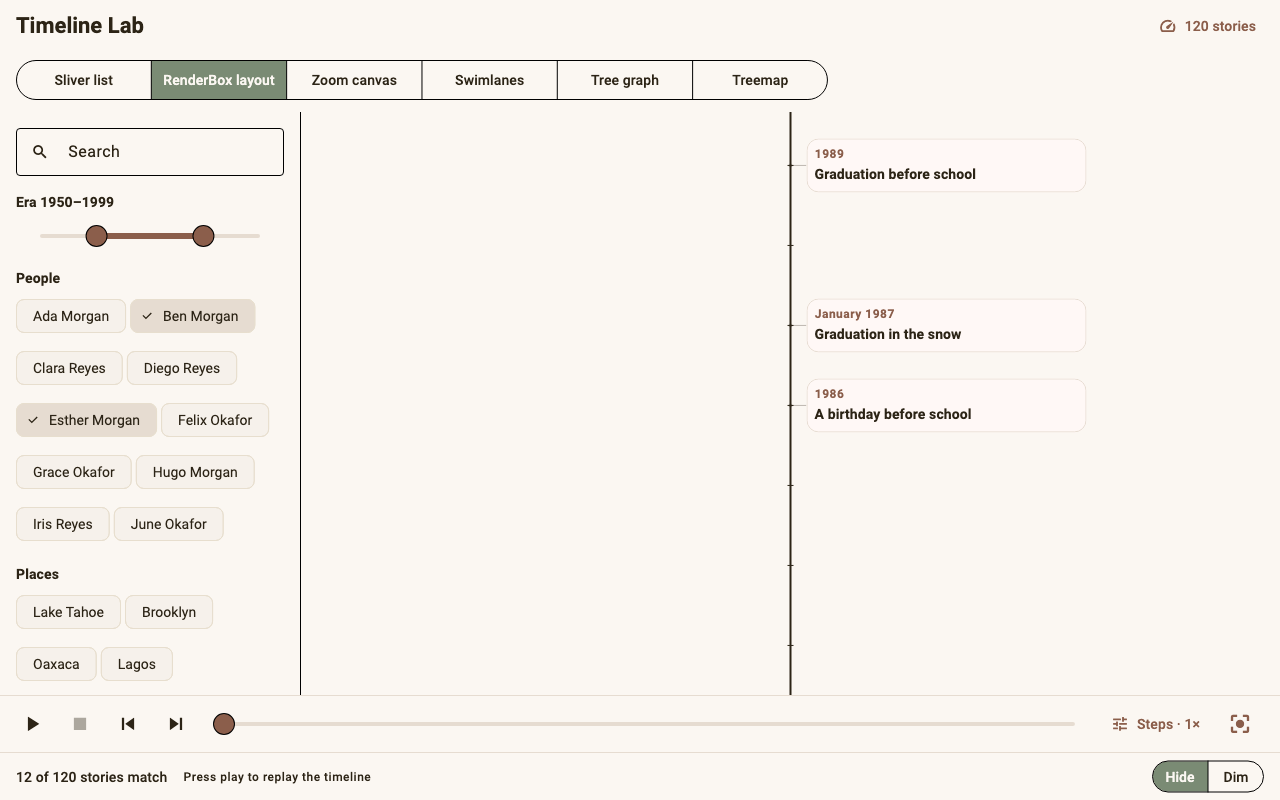 Timeline Lab
120 stories
Sliver list
RenderBox layout
Zoom canvas
Swimlanes
Tree graph
Treemap
Search
Era 1950–1999
People
Ada Morgan
Ben Morgan
Clara Reyes
Diego Reyes
Esther Morgan
Felix Okafor
Grace Okafor
Hugo Morgan
Iris Reyes
June Okafor
Places
Lake Tahoe
Brooklyn
Oaxaca
Lagos
1989
Graduation before school
January 1987
Graduation in the snow
1986
A birthday before school
Steps · 1×
12 of 120 stories match
Press play to replay the timeline
Hide
Dim